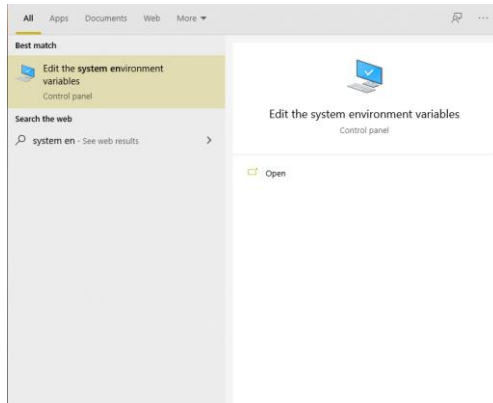 All Apps Documents Web More
Best match
Edit the system environment
variables
Control panel
Search the web
system en - See web results
Edit the system environment variables
Control panel
Open